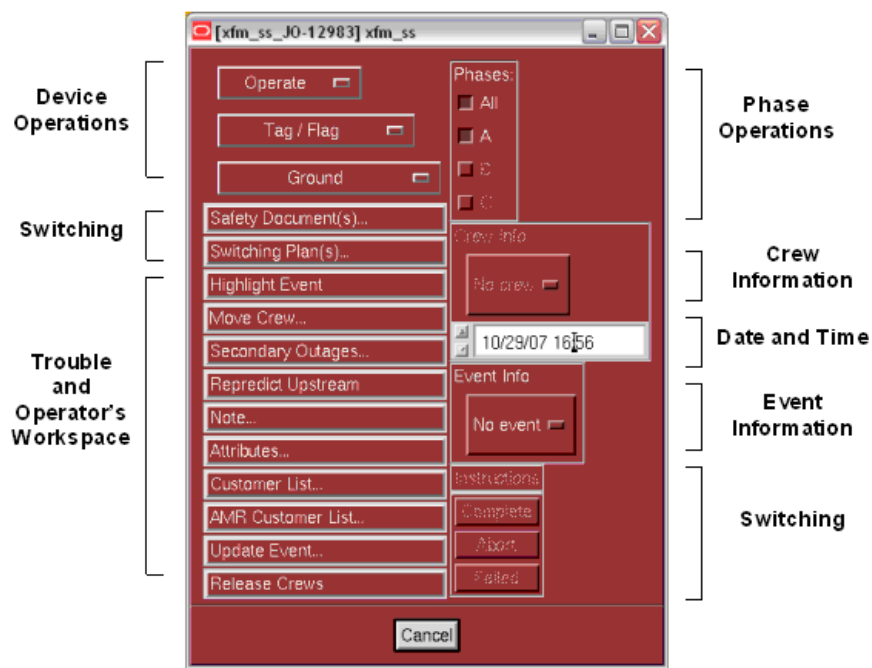 [xfm_ss_JO-12983] xfm_ss
Device
Operations
Operate
Tag / Flag
Ground
Phases:
All
A
B
C
Phase
Operations
Switching
Safety Document(s)...
Switching Plan(s)...
Trouble
and
Operator's
Workspace
Highlight Event
Move Crew...
Secondary Outages...
Repredict Upstream
Note...
Attributes...
Customer List...
AMR Customer List...
Update Event...
Release Crews
Crew Info
No crew
Crew
Information
10/29/07 16:56
Date and Time
Event Info
No event
Event
Information
Instructions
Complete
Abort
Failed
Switching
Cancel